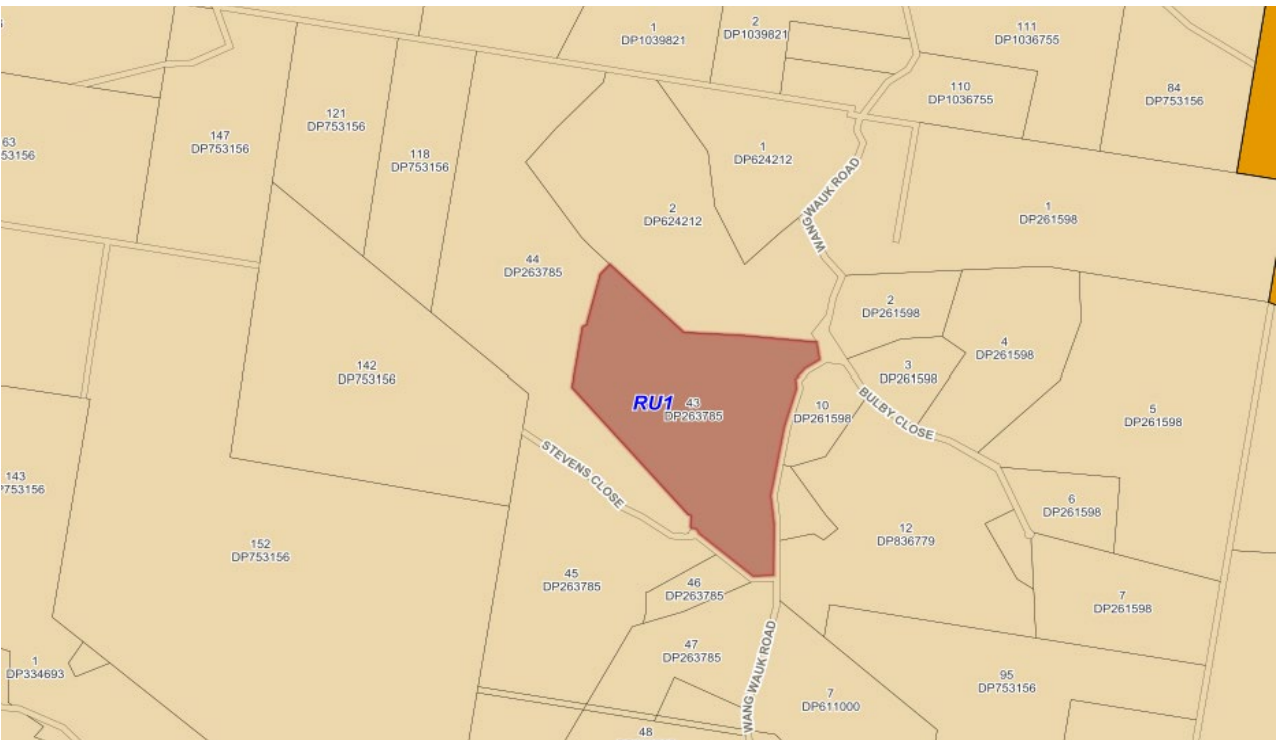 1
DP1039821
2
DP1039821
111
DP1036755
110
DP1036755
84
DP753156
121
DP753156
147
DP753156
118
DP753156
63
53156
1
DP624212
2
DP624212
WANG WAUK ROAD
1
DP261598
44
DP263785
2
DP261598
4
DP261598
3
DP261598
142
DP753156
RU1
43
DP263785
10
DP261598
BULBY CLOSE
5
DP261598
STEVENS CLOSE
143
P753156
6
DP261598
12
DP836779
152
DP753156
45
DP263785
46
DP263785
7
DP261598
47
DP263785
WANG WAUK ROAD
1
DP334693
95
DP753156
7
DP611000
48